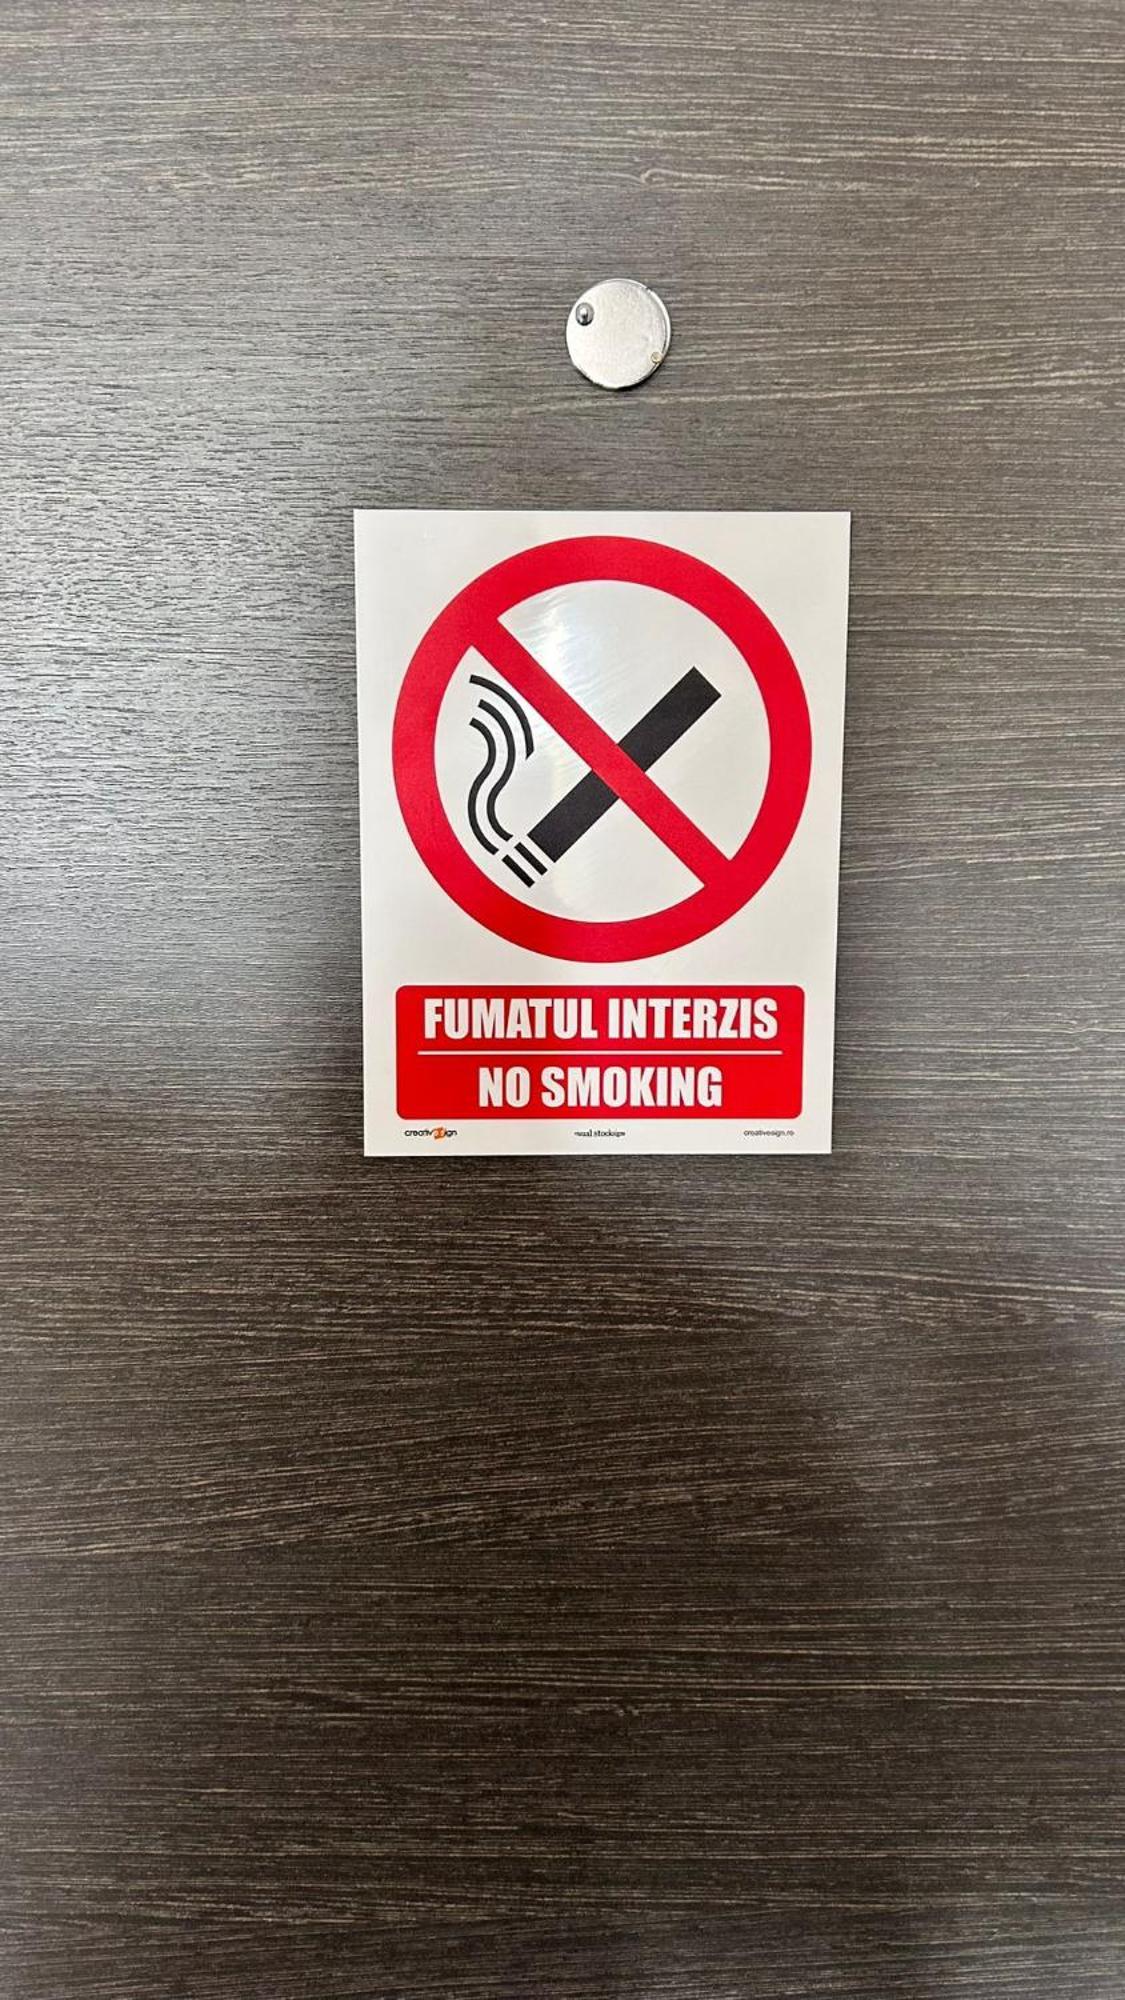 FUMATUL INTERZIS
NO SMOKING
creativesign.ro